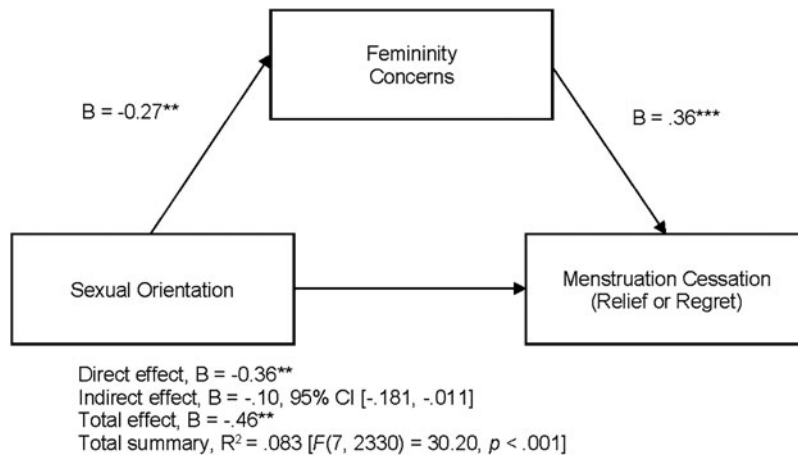 Femininity
Concerns
B = -0.27**
B = .36***
Sexual Orientation
Menstruation Cessation
(Relief or Regret)
Direct effect, B = -0.36**
Indirect effect, B = -.10, 95% CI [-.181, -.011]
Total effect, B = -.46**
Total summary, R² = .083 [F(7, 2330) = 30.20, p < .001]